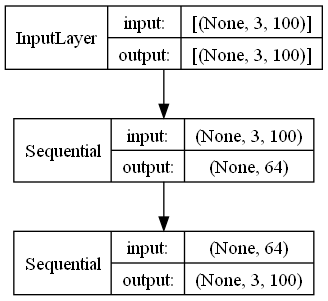 InputLayer input: [(None, 3, 100)]
output: [(None, 3, 100)]
Sequential input: (None, 3, 100)
output: (None, 64)
Sequential input: (None, 64)
output: (None, 3, 100)